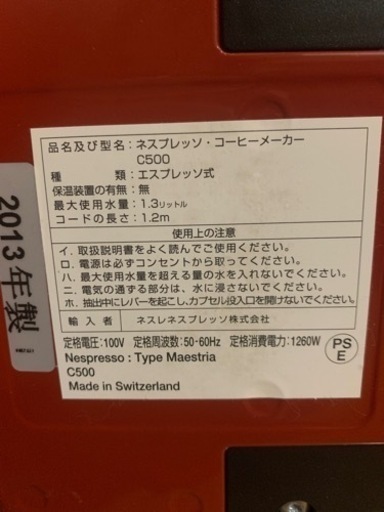 品名及び型名：ネスプレッソ・コーヒーメーカー
C500
種　　類：エスプレッソ式
保温装置の有無：無
最大使用水量：1.3リットル
コードの長さ：1.2m
使用上の注意
イ．取扱説明書をよく読んでご使用ください。
ロ．電源は必ずコンセントから取ってください。
ハ．最大使用水量を超える量の水を入れないでください。
ニ．電気の通ずる部分は、水に浸さないでください。
ホ．抽出中にレバーを起こし、カプセル投入口を開けないでください。
輸入者　ネスレネスプレッソ株式会社
定格電圧：100V　定格周波数：50-60Hz　定格消費電力：1260W
Nespresso : Type Maestria
C500
Made in Switzerland
PS
E
2013年製